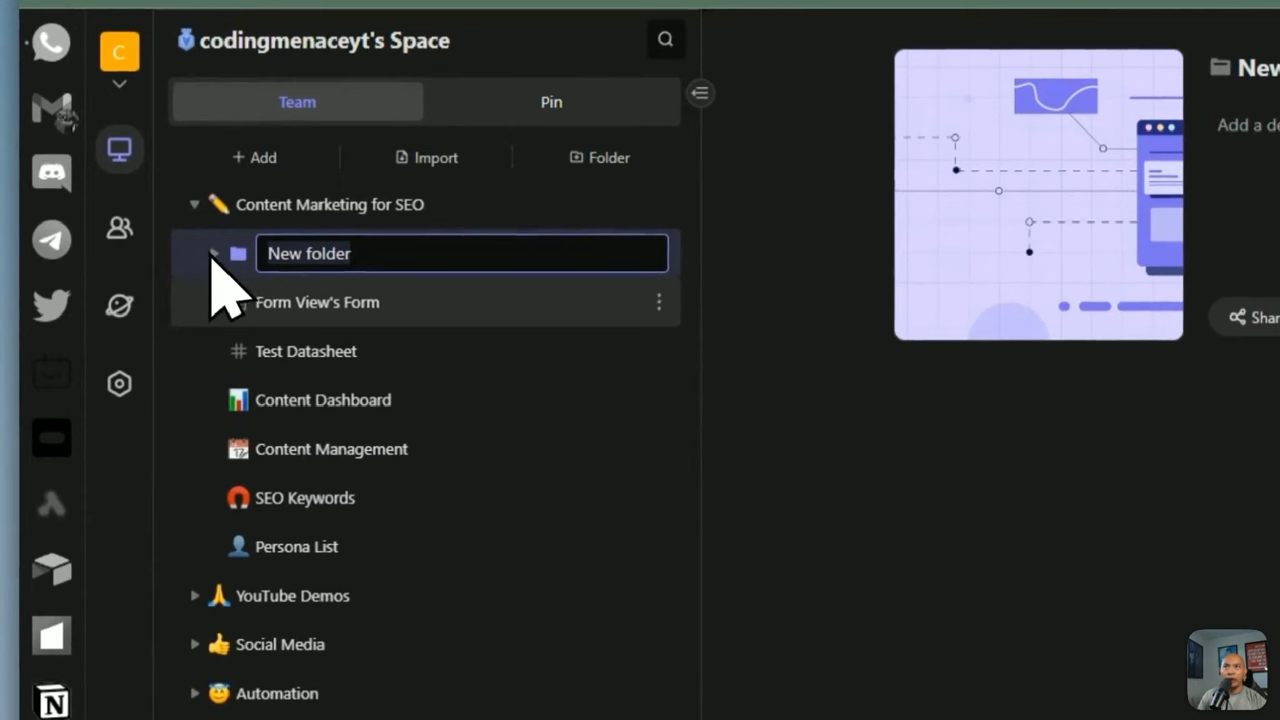 codingmenaceyt's Space
C
Team
Pin
Add
Import
Folder
Content Marketing for SEO
New folder
Form View's Form
Test Datasheet
Content Dashboard
Content Management
SEO Keywords
Persona List
YouTube Demos
Social Media
Automation
New
Add a de
Shar